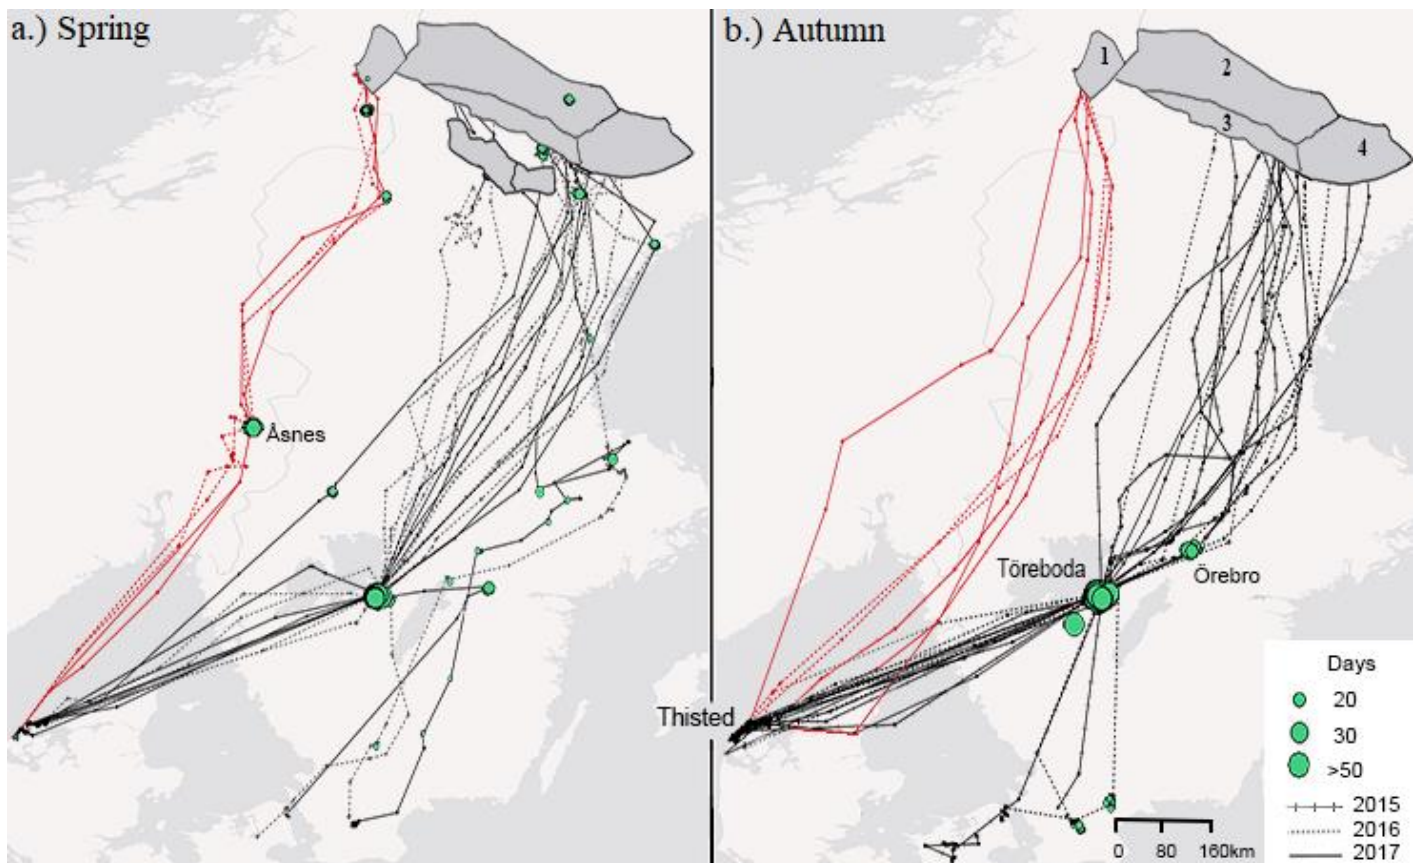 a.) Spring
b.) Autumn
1
2
3
4
Åsnes
Töreboda
Örebro
Thisted
Days
20
30
>50
2015
2016
2017
0 80 160km